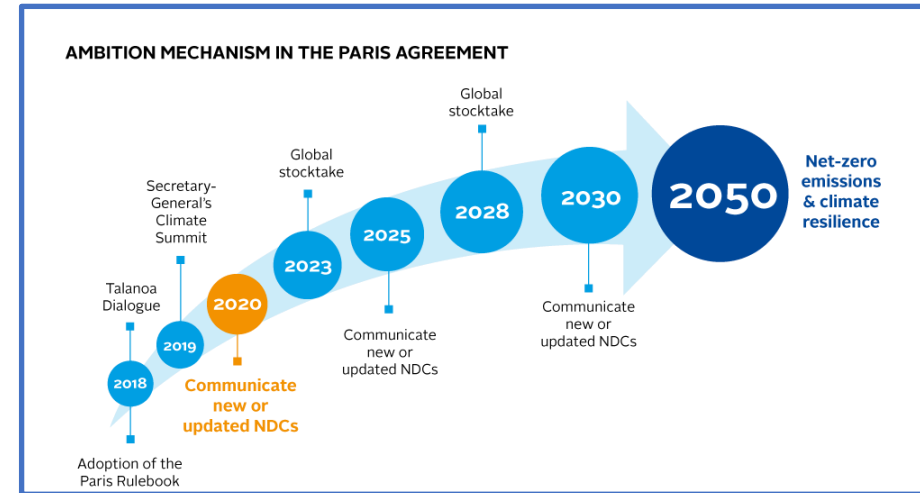 AMBITION MECHANISM IN THE PARIS AGREEMENT
Talanoa
Dialogue
2018
Adoption of the
Paris Rulebook
Secretary-
General's
Climate
Summit
2019
2020
Communicate
new or
updated NDCs
Global
stocktake
2023
2025
Communicate
new or
updated NDCs
Global
stocktake
2028
2030
Communicate
new or
updated NDCs
2050
Net-zero
emissions
& climate
resilience